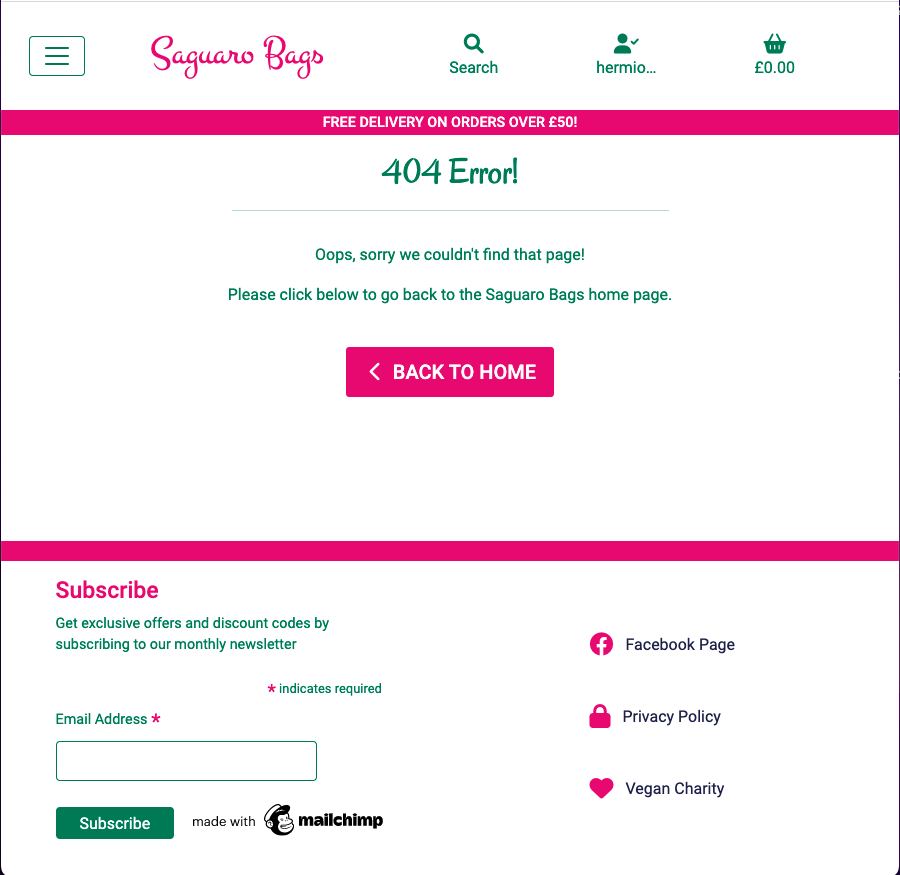 Saguaro Bags
Search
hermio...
£0.00
FREE DELIVERY ON ORDERS OVER £50!
404 Error!
Oops, sorry we couldn't find that page!
Please click below to go back to the Saguaro Bags home page.
BACK TO HOME
Subscribe
Get exclusive offers and discount codes by
subscribing to our monthly newsletter
* indicates required
Email Address *
Subscribe
made with mailchimp
Facebook Page
Privacy Policy
Vegan Charity